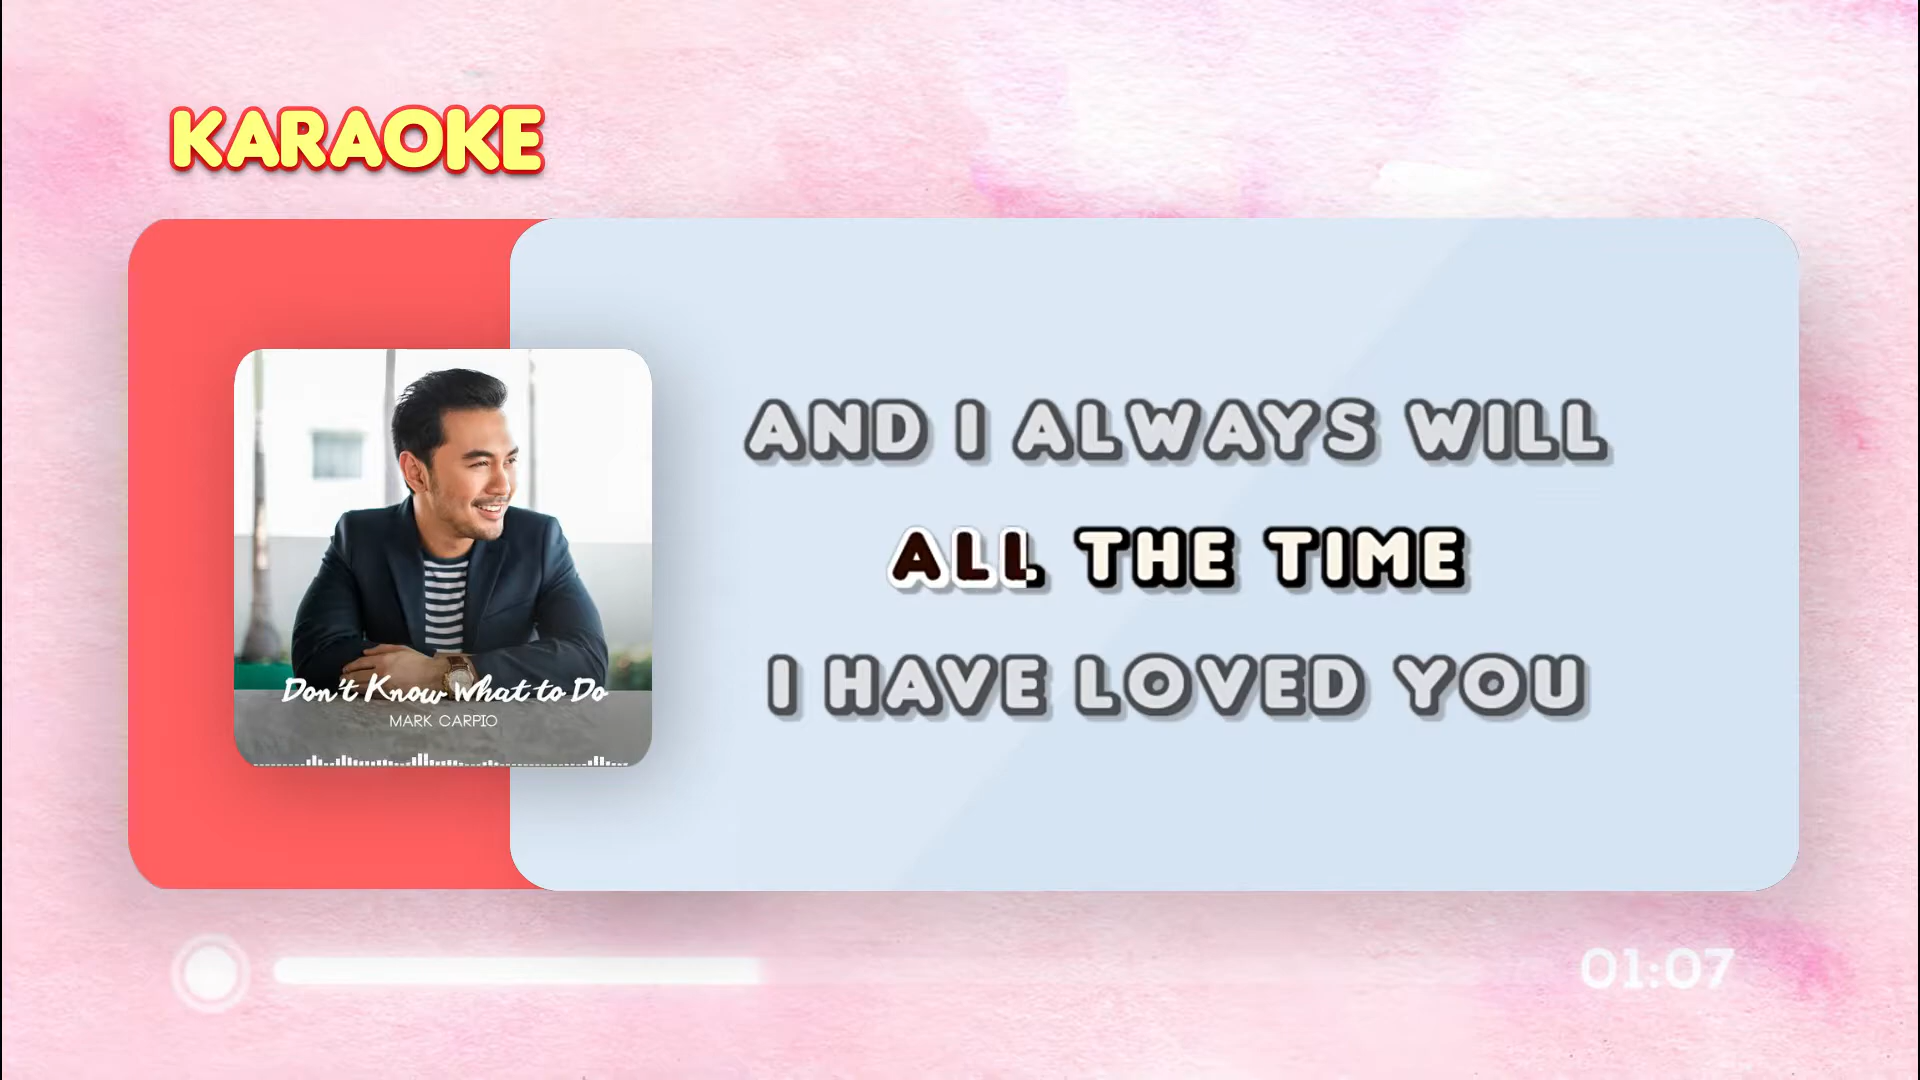 KARAOKE
AND I ALWAYS WILL
ALL THE TIME
I HAVE LOVED YOU
Don't Know What to Do
MARK CARPIO
01:07